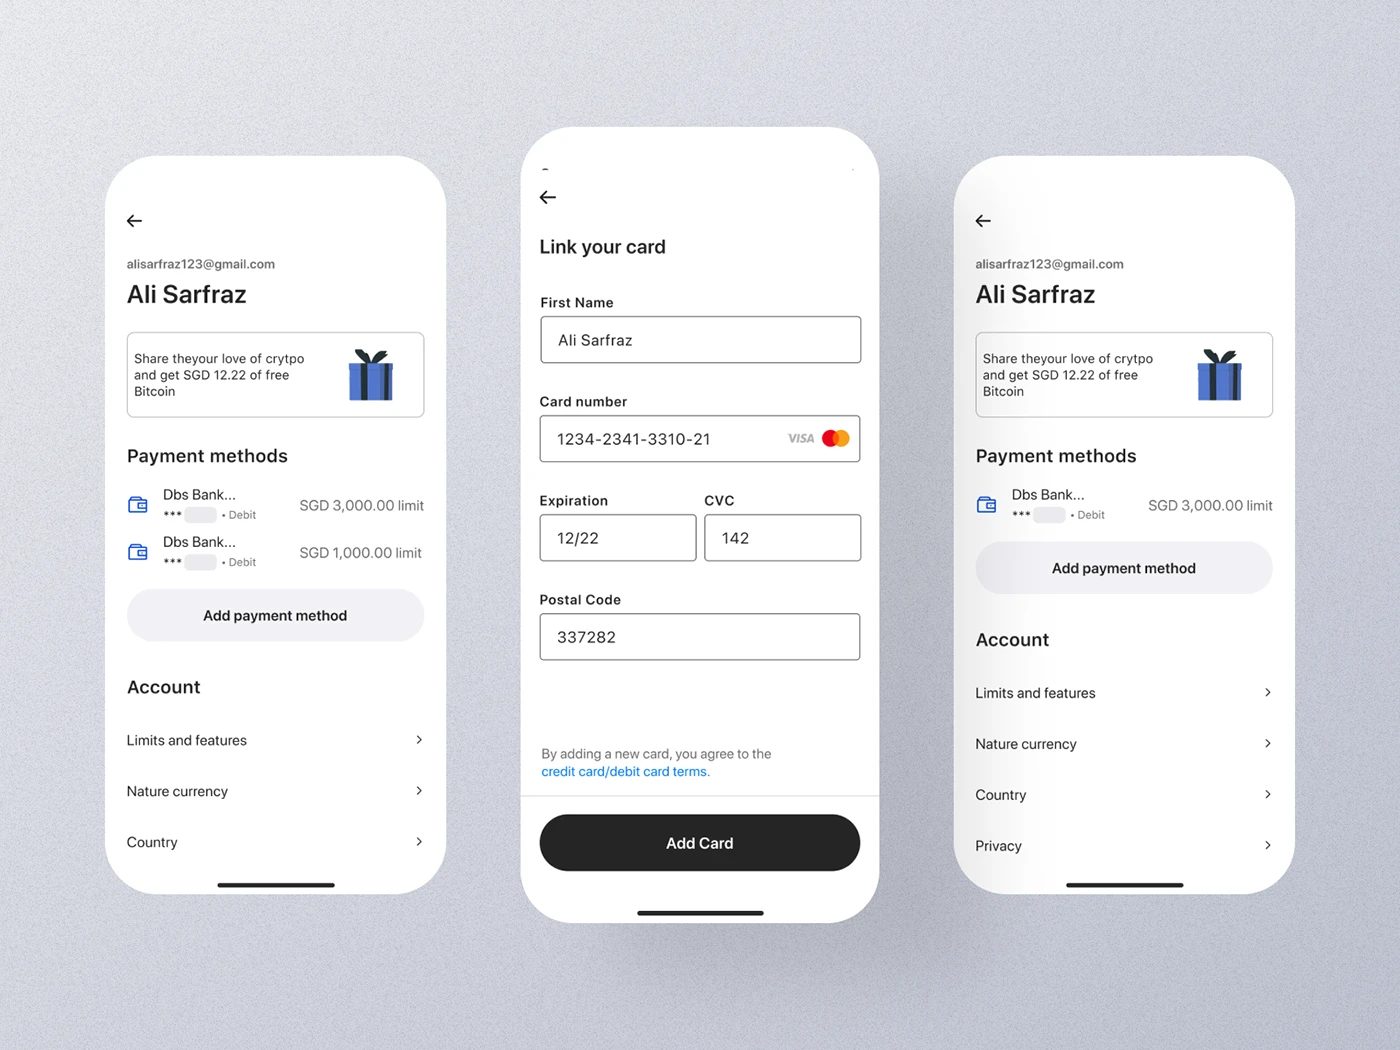 alisarfraz123@gmail.com
Ali Sarfraz
Share theyour love of crytpo
and get SGD 12.22 of free
Bitcoin
Payment methods
Dbs Bank...
SGD 3,000.00 limit
*** • Debit
Dbs Bank...
SGD 1,000.00 limit
*** • Debit
Add payment method
Account
Limits and features
Nature currency
Country
Link your card
First Name
Ali Sarfraz
Card number
1234-2341-3310-21
VISA
Expiration
CVC
12/22
142
Postal Code
337282
By adding a new card, you agree to the
credit card/debit card terms.
Add Card
alisarfraz123@gmail.com
Ali Sarfraz
Share theyour love of crytpo
and get SGD 12.22 of free
Bitcoin
Payment methods
Dbs Bank...
SGD 3,000.00 limit
*** • Debit
Add payment method
Account
Limits and features
Nature currency
Country
Privacy